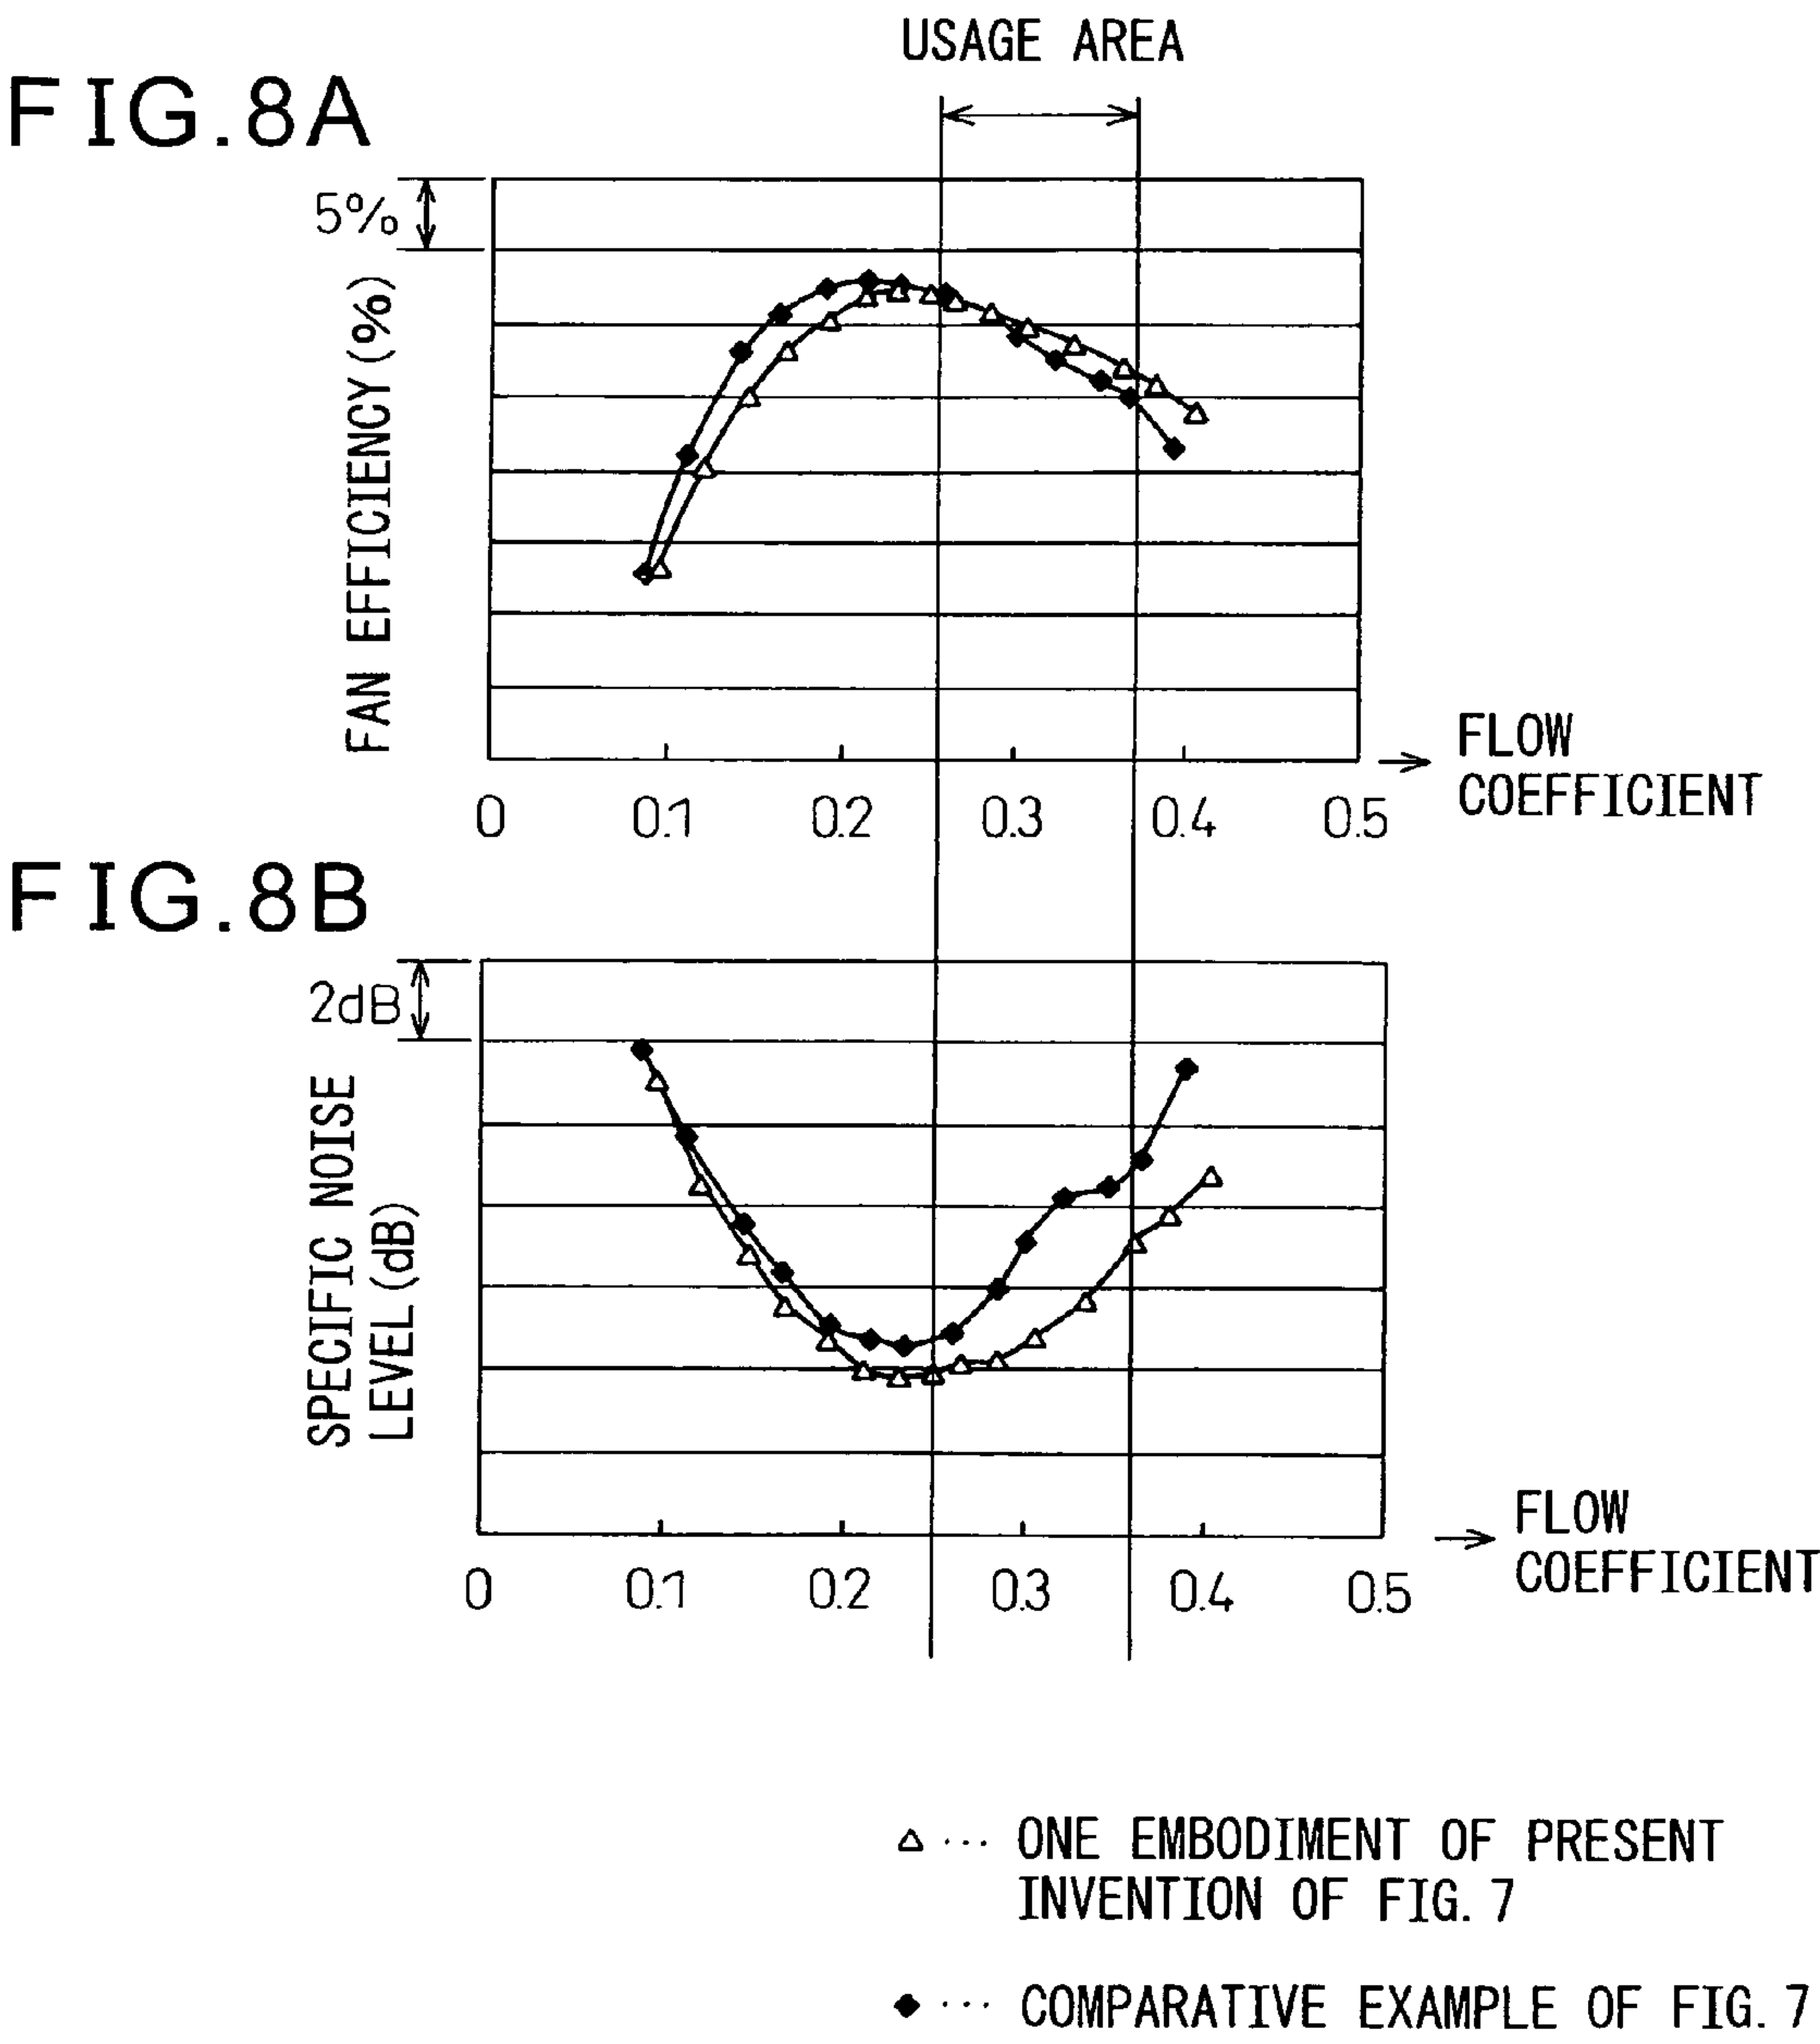 USAGE AREA
FIG.8A
5%
FAN EFFICIENCY(%)
FLOW
COEFFICIENT
0 0.1 0.2 0.3 0.4 0.5
FIG.8B
2dB
SPECIFIC NOISE
LEVEL(dB)
FLOW
COEFFICIENT
0 0.1 0.2 0.3 0.4 0.5
△ ··· ONE EMBODIMENT OF PRESENT
INVENTION OF FIG. 7
◆ ··· COMPARATIVE EXAMPLE OF FIG. 7